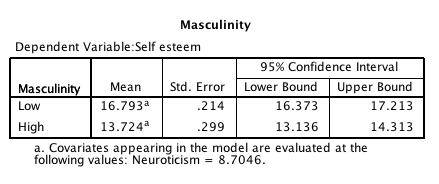 Masculinity
Dependent Variable:Self esteem
95% Confidence Interval
Masculinity Mean Std. Error Lower Bound Upper Bound
Low 16.793a .214 16.373 17.213
High 13.724a .299 13.136 14.313
a. Covariates appearing in the model are evaluated at the
following values: Neuroticism = 8.7046.